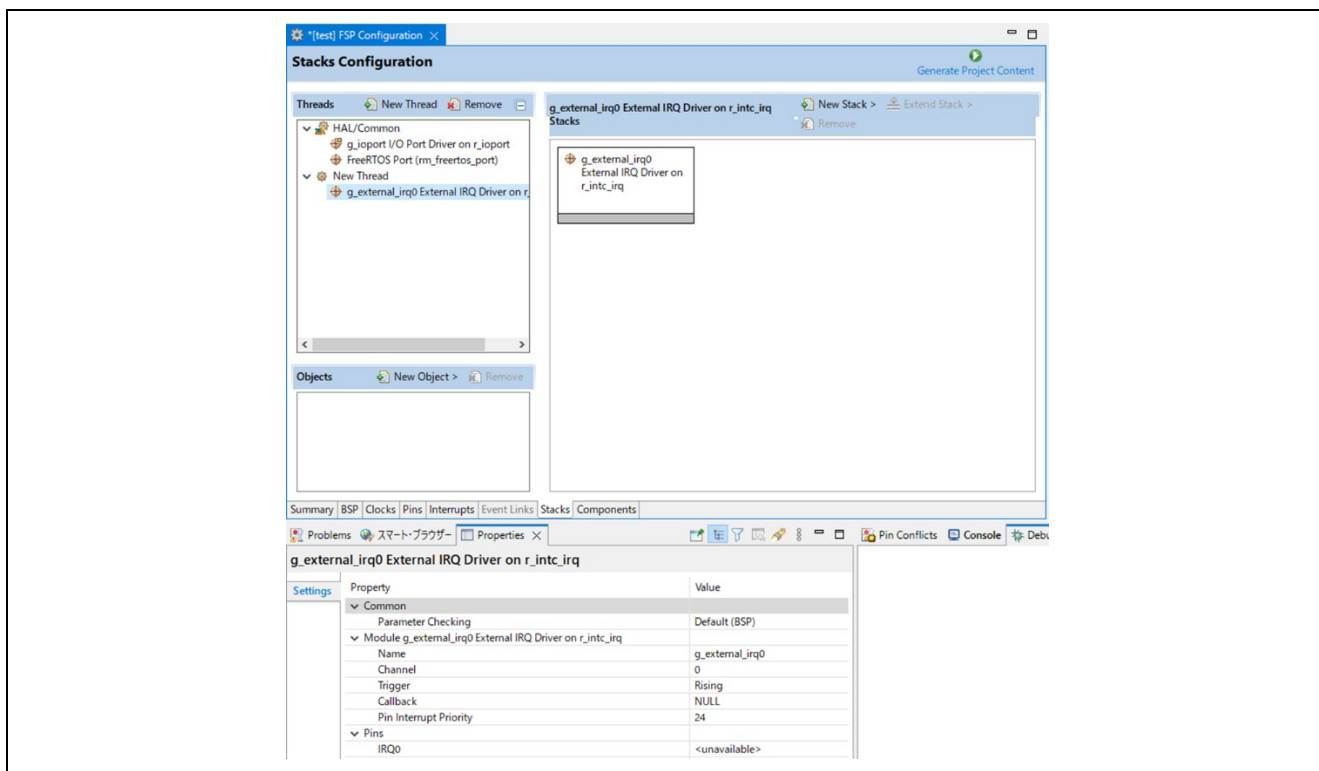 *[test] FSP Configuration
Stacks Configuration
Generate Project Content
Threads New Thread Remove
HAL/Common
g_ioport I/O Port Driver on r_ioport
FreeRTOS Port (rm_freertos_port)
New Thread
g_external_irq0 External IRQ Driver on r_
Objects New Object > Remove
g_external_irq0 External IRQ Driver on r_intc_irq
Stacks
New Stack > Extend Stack >
Remove
g_external_irq0
External IRQ Driver on
r_intc_irq
Summary BSP Clocks Pins Interrupts Event Links Stacks Components
Problems スマート・ブラウザー Properties Pin Conflicts Console Debu
g_external_irq0 External IRQ Driver on r_intc_irq
Settings Property Value
Common
Parameter Checking Default (BSP)
Module g_external_irq0 External IRQ Driver on r_intc_irq
Name g_external_irq0
Channel 0
Trigger Rising
Callback NULL
Pin Interrupt Priority 24
Pins
IRQ0 <unavailable>